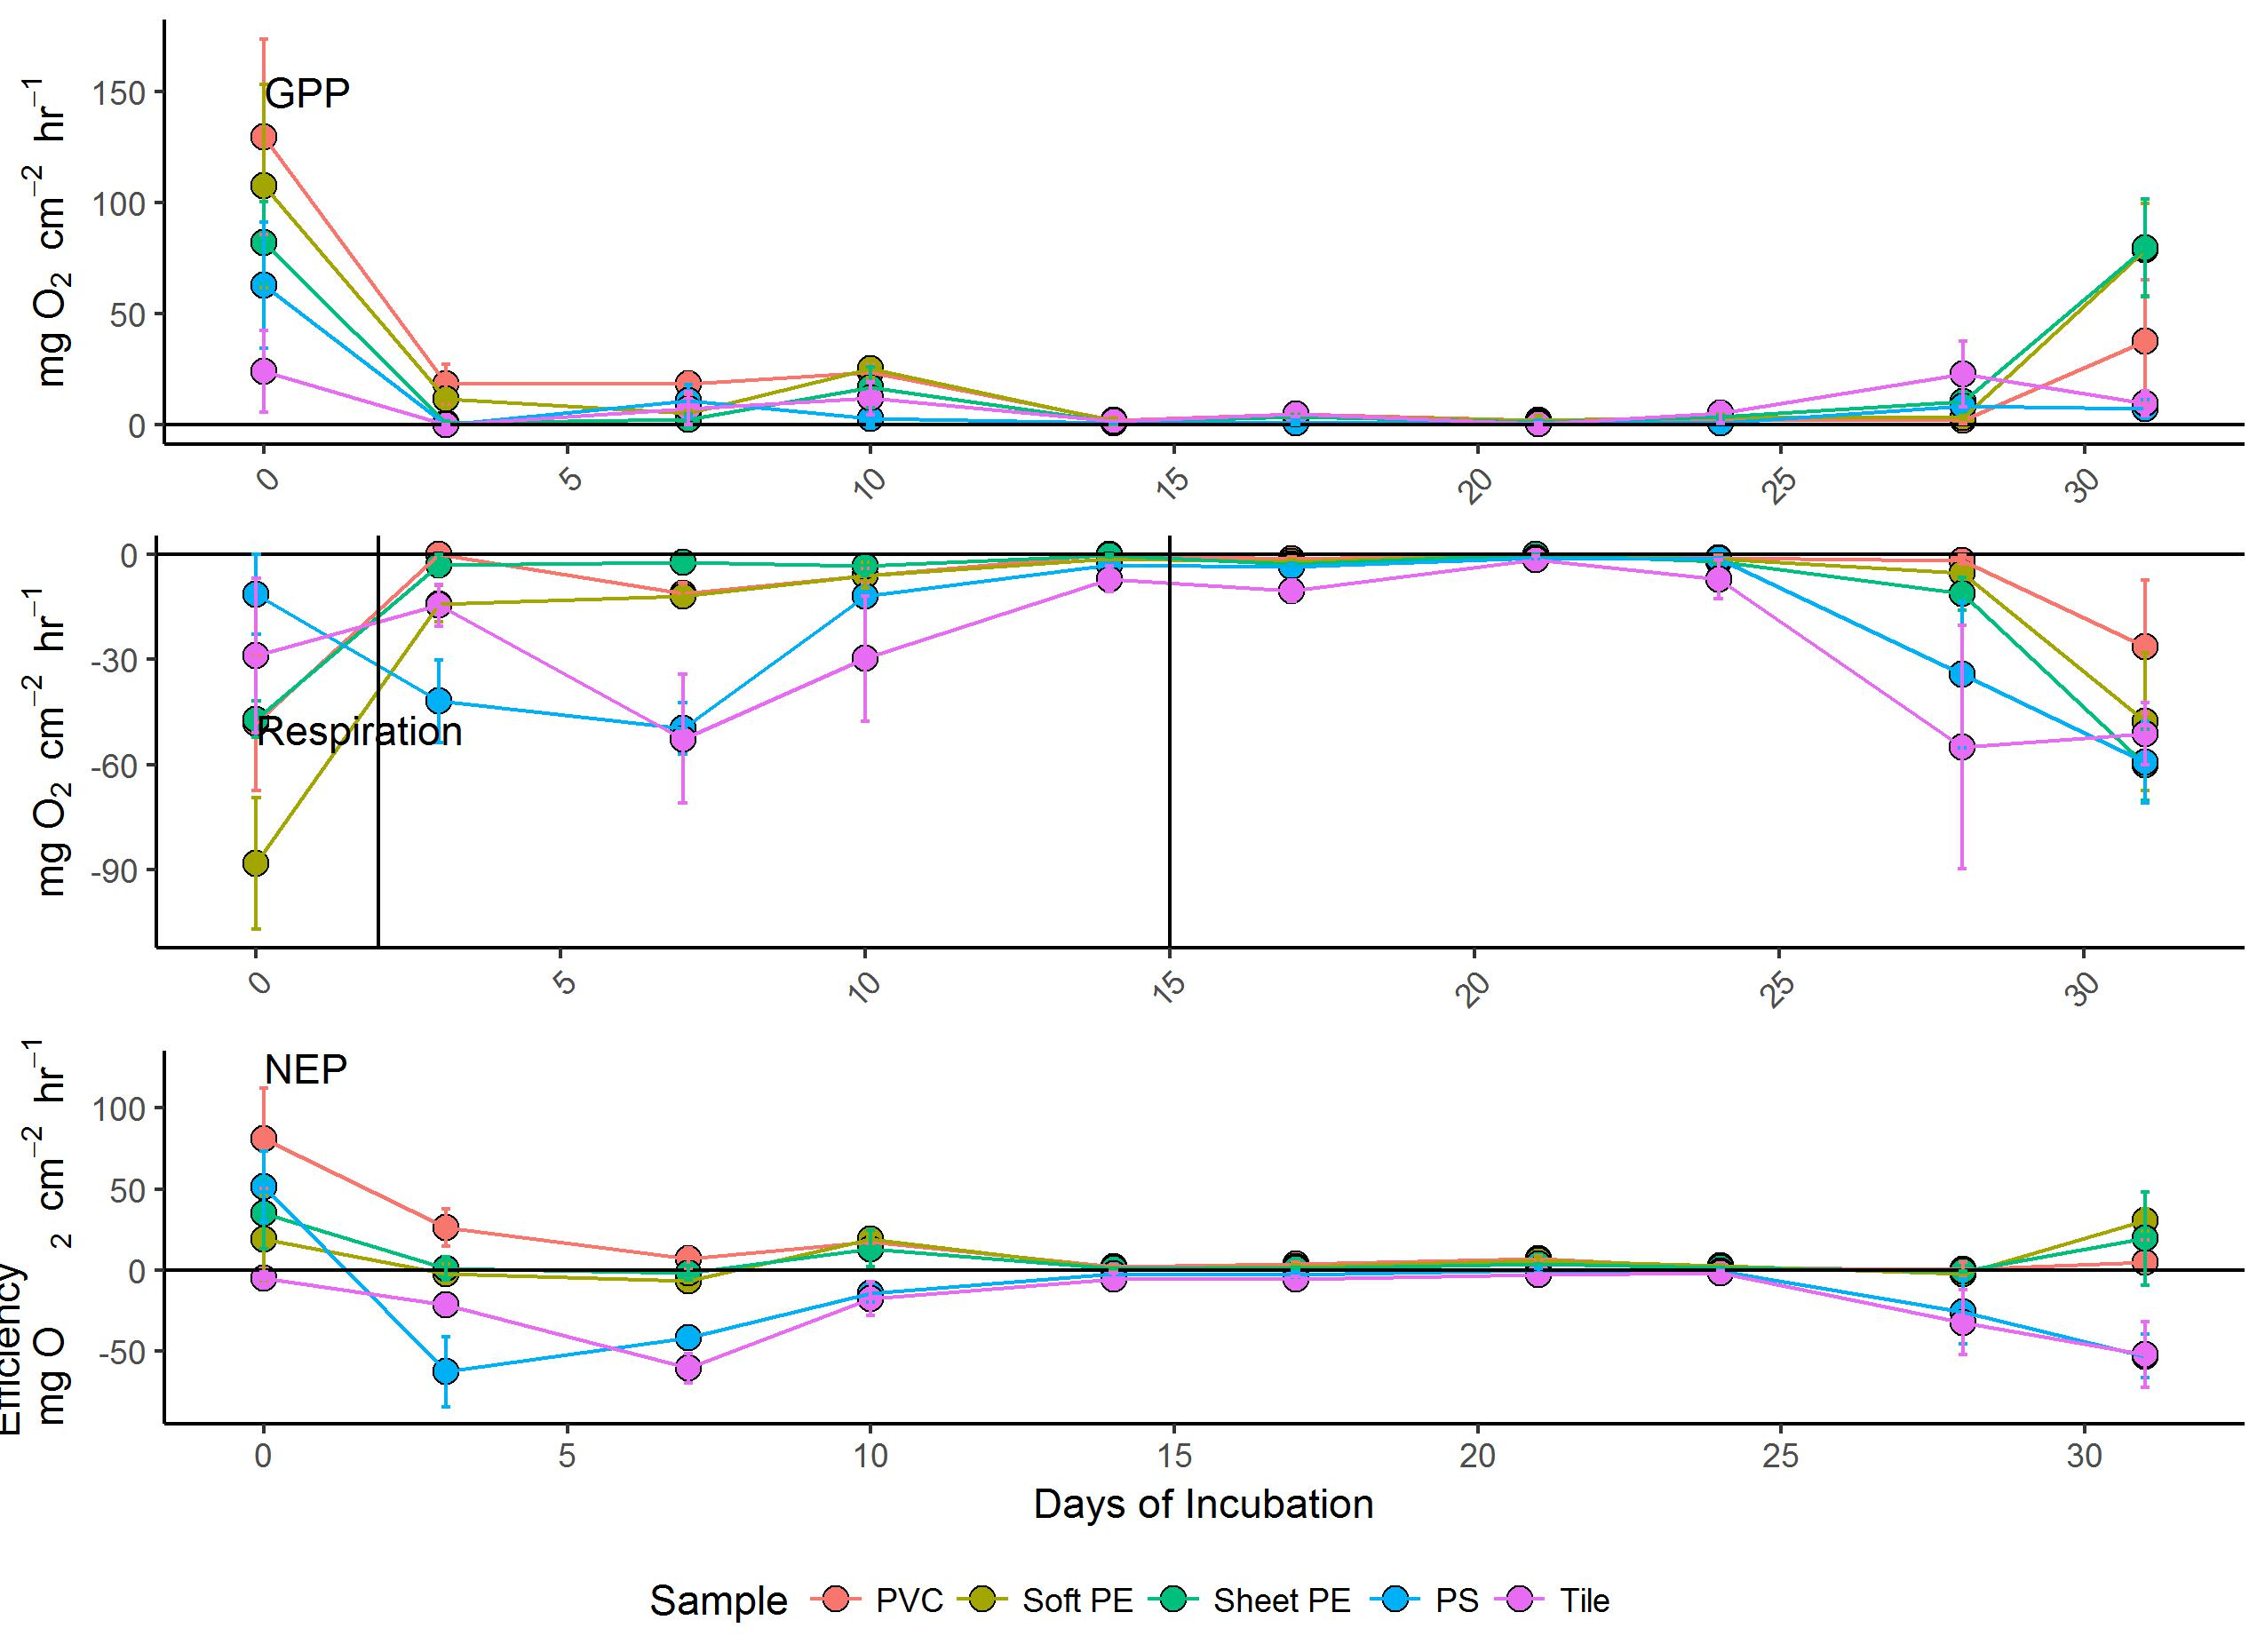 GPP
mg O₂ cm⁻² hr⁻¹
150
100
50
0
0 5 10 15 20 25 30
Respiration
mg O₂ cm⁻² hr⁻¹
0
-30
-60
-90
0 5 10 15 20 25 30
NEP
Efficiency
mg O ₂ cm⁻² hr⁻¹
100
50
0
-50
0 5 10 15 20 25 30
Days of Incubation
Sample PVC Soft PE Sheet PE PS Tile